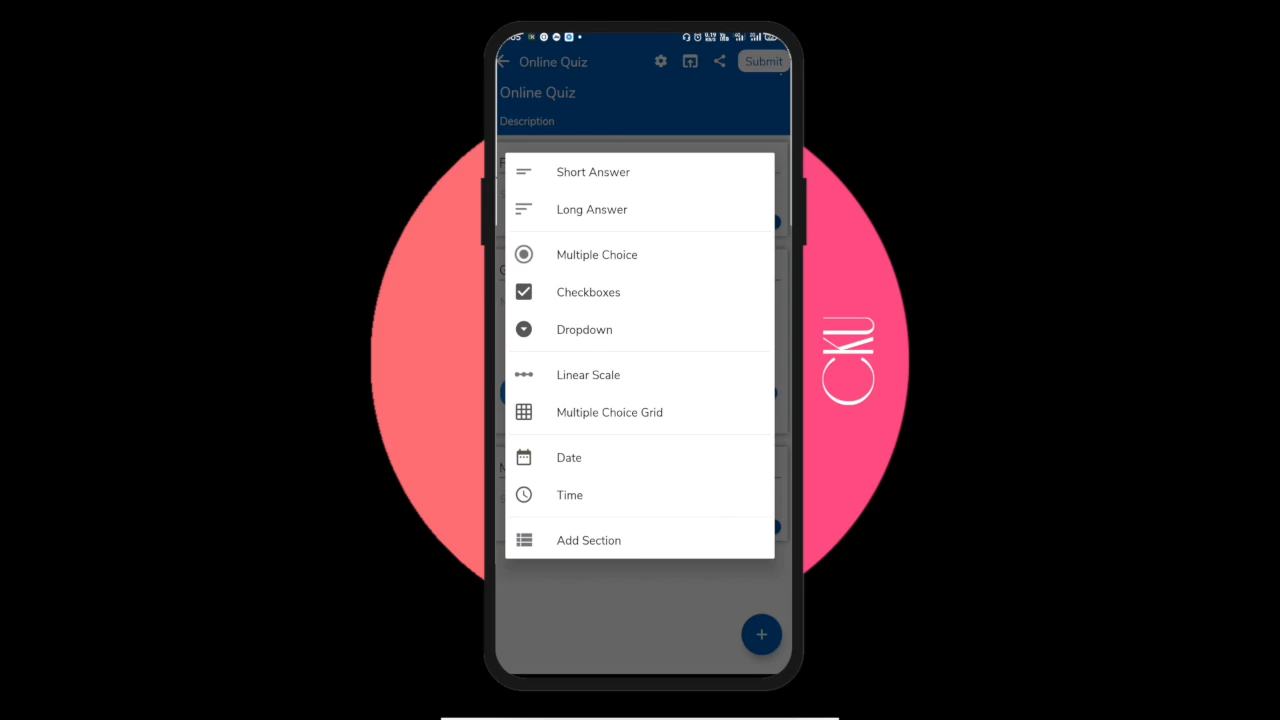 Online Quiz
Submit
Online Quiz
Description
Short Answer
Long Answer
Multiple Choice
Checkboxes
Dropdown
Linear Scale
Multiple Choice Grid
Date
Time
Add Section
CKU